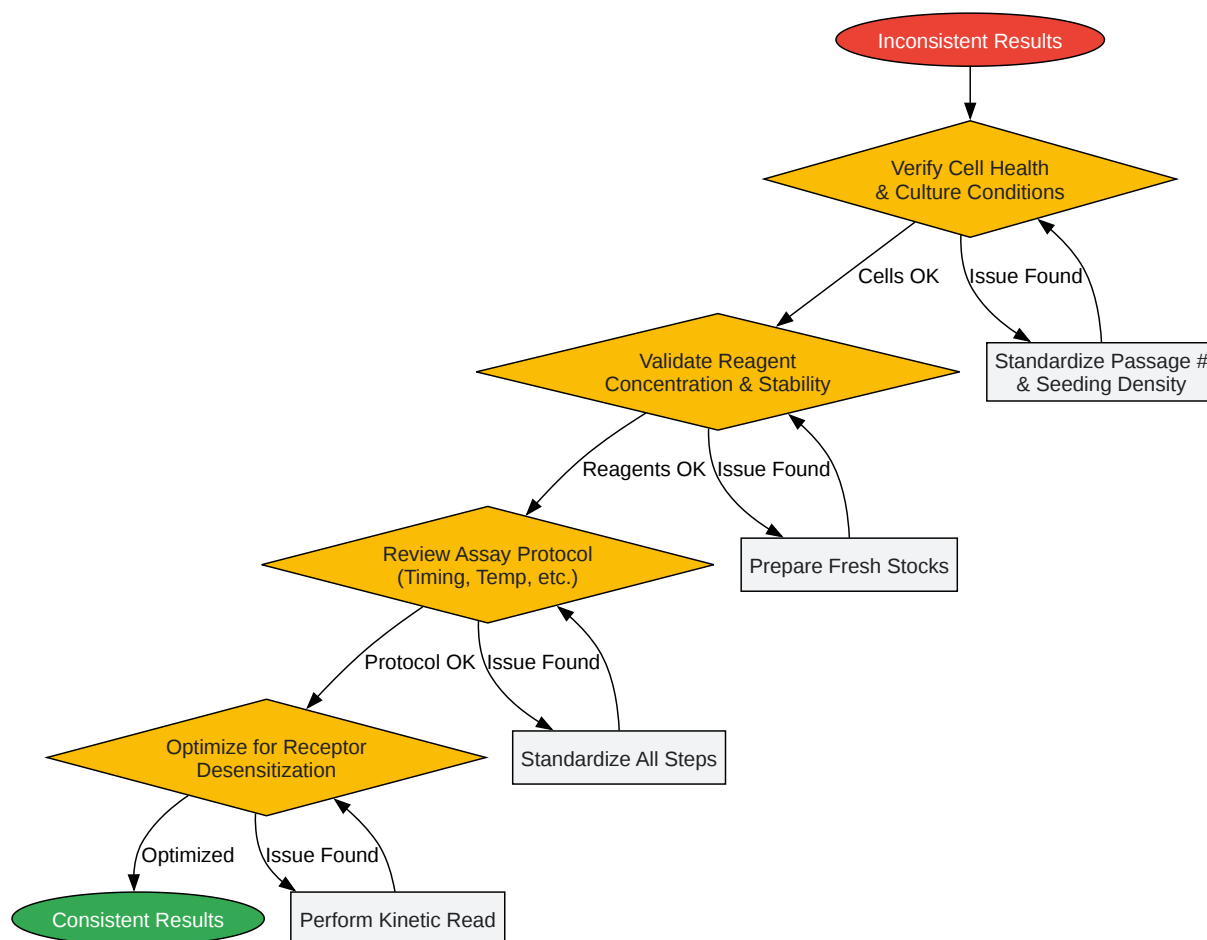 Inconsistent Results
Verify Cell Health
& Culture Conditions
Cells OK
Issue Found
Standardize Passage #
& Seeding Density
Validate Reagent
Concentration & Stability
Reagents OK
Issue Found
Prepare Fresh Stocks
Review Assay Protocol
(Timing, Temp, etc.)
Protocol OK
Issue Found
Standardize All Steps
Optimize for Receptor
Desensitization
Optimized
Issue Found
Consistent Results
Perform Kinetic Read